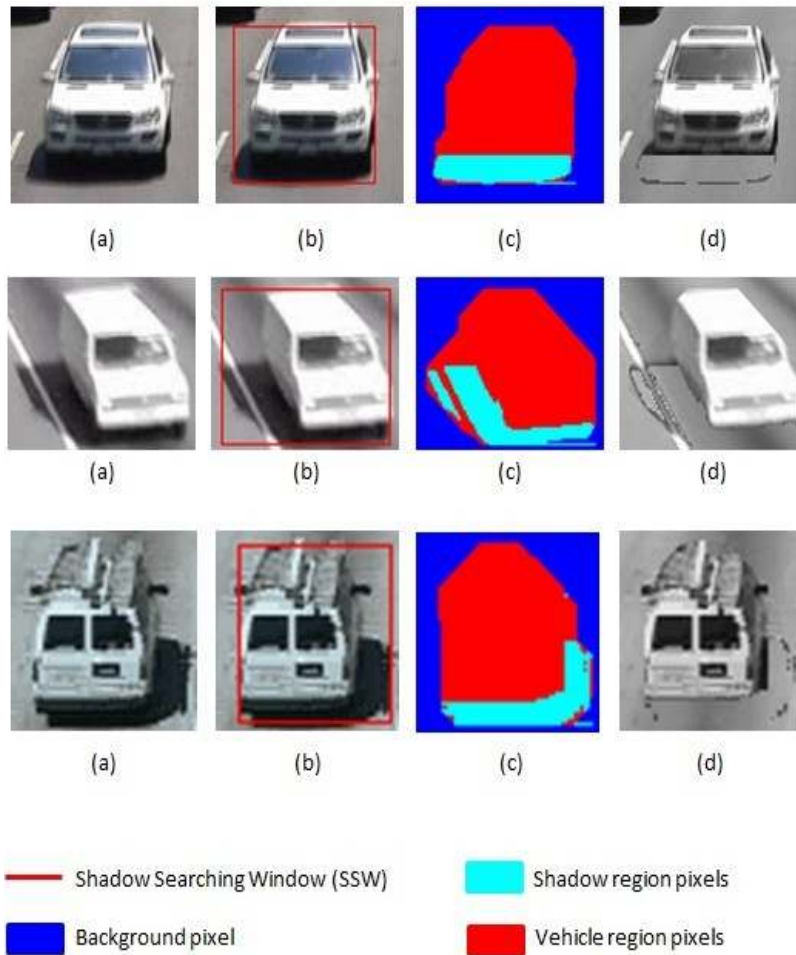 (a) (b) (c) (d)
(a) (b) (c) (d)
(a) (b) (c) (d)
Shadow Searching Window (SSW) Shadow region pixels
Background pixel Vehicle region pixels